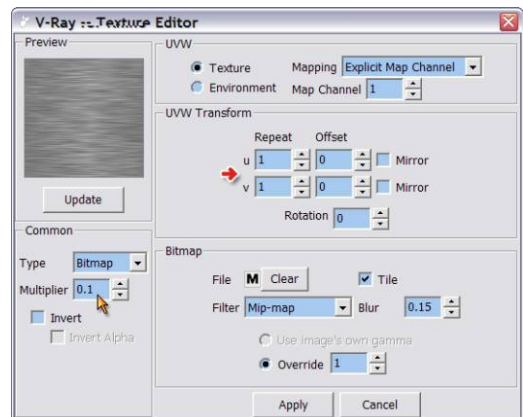 V-Ray :: Texture Editor
Preview
Update
Common
Type Bitmap
Multiplier 0.1
Invert
Invert Alpha
UVW
Texture Mapping Explicit Map Channel
Environment Map Channel 1
UVW Transform
Repeat Offset
u 1 0 Mirror
v 1 0 Mirror
Rotation 0
Bitmap
File M Clear Tile
Filter Mip-map Blur 0.15
Use image's own gamma
Override 1
Apply Cancel